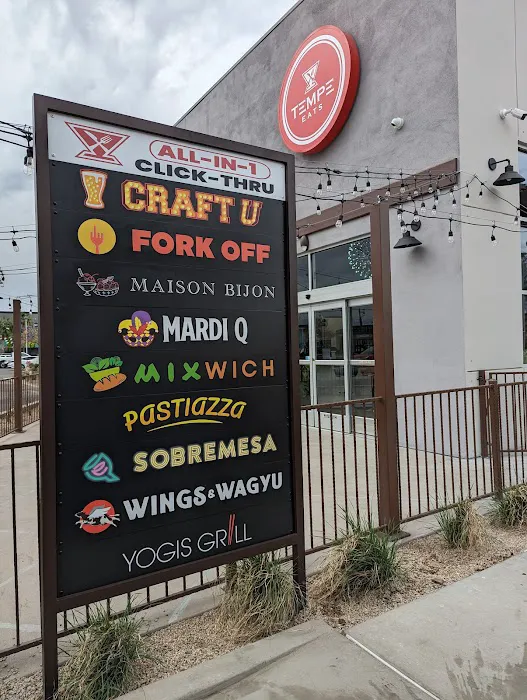 TEMPE
EATS
ALL-IN-1
CLICK-THRU
CRAFT U
FORK OFF
MAISON BIJON
MARDI Q
MIXWICH
PASTIAZZA
SOBREMESA
WINGS & WAGYU
YOGIS GRILL